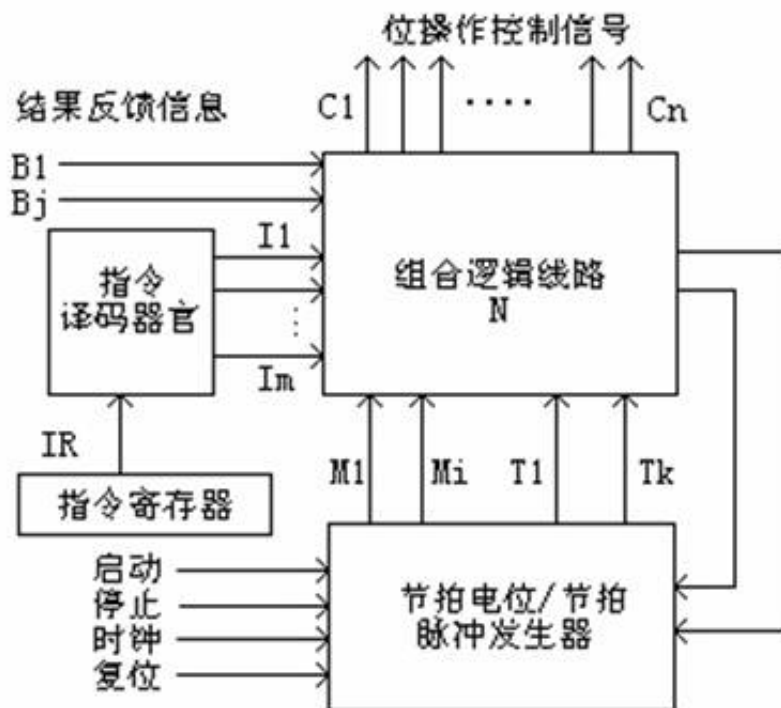 位操作控制信号
结果反馈信息
C1
····
Cn
B1
Bj
I1
指令
译码器官
⋮
Im
组合逻辑线路
N
IR
指令寄存器
M1
Mi
T1
Tk
启动
停止
时钟
复位
节拍电位/节拍
脉冲发生器